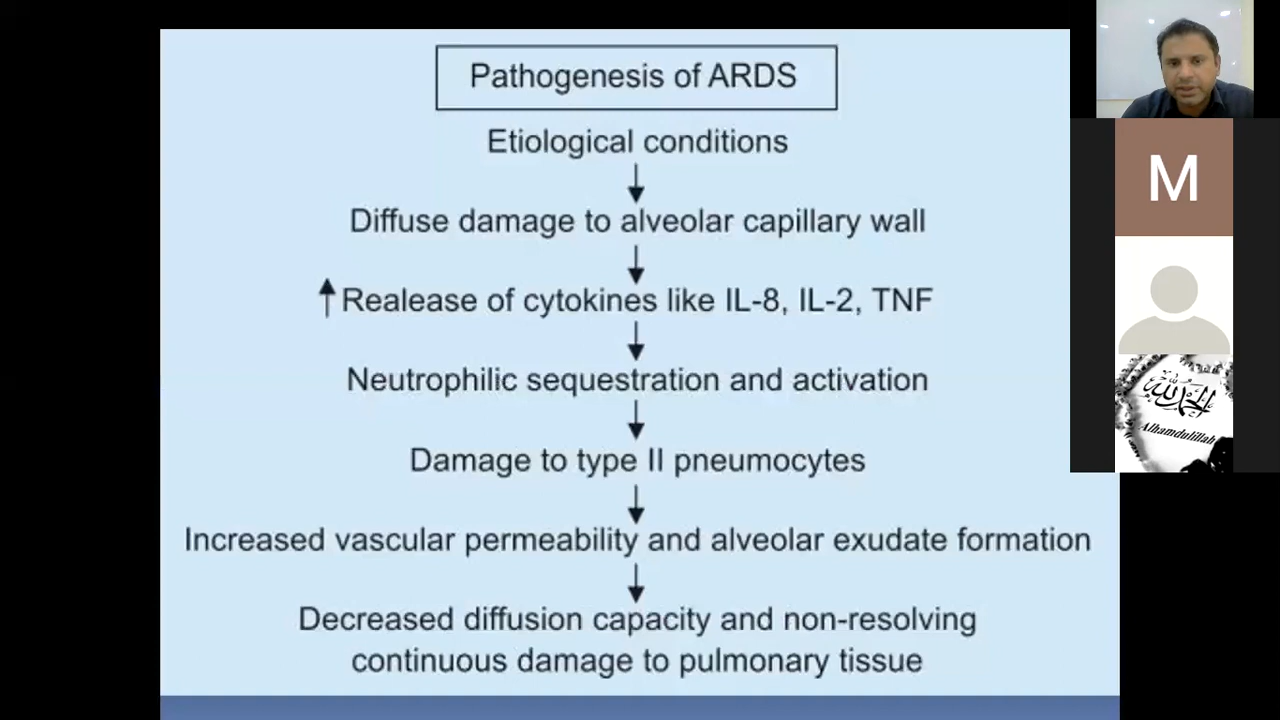 Pathogenesis of ARDS
Etiological conditions
Diffuse damage to alveolar capillary wall
Realease of cytokines like IL-8, IL-2, TNF
Neutrophilic sequestration and activation
Damage to type II pneumocytes
Increased vascular permeability and alveolar exudate formation
Decreased diffusion capacity and non-resolving
continuous damage to pulmonary tissue
M
الحمد لله
Alhamdulillah